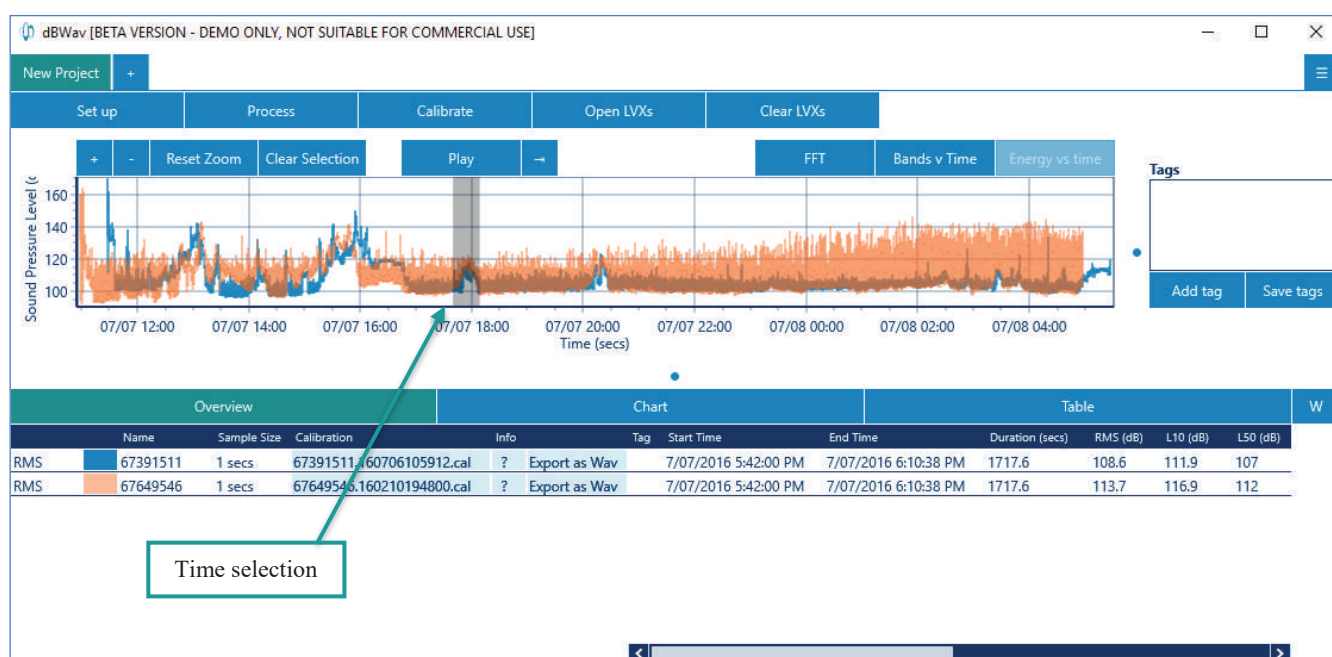 dBWav [BETA VERSION - DEMO ONLY, NOT SUITABLE FOR COMMERCIAL USE]
New Project +
Set up Process Calibrate Open LVXs Clear LVXs
+ - Reset Zoom Clear Selection Play FFT Bands v Time Energy vs time
Tags
Sound Pressure Level (
160
140
120
100
07/07 12:00 07/07 14:00 07/07 16:00 07/07 18:00 07/07 20:00 07/07 22:00 07/08 00:00 07/08 02:00 07/08 04:00
Time (secs)
Add tag Save tags
Overview Chart Table W
Name Sample Size Calibration Info Tag Start Time End Time Duration (secs) RMS (dB) L10 (dB) L50 (dB)
RMS 67391511 1 secs 67391511.160706105912.cal ? Export as Wav 7/07/2016 5:42:00 PM 7/07/2016 6:10:38 PM 1717.6 108.6 111.9 107
RMS 67649546 1 secs 67649546.160210194800.cal ? Export as Wav 7/07/2016 5:42:00 PM 7/07/2016 6:10:38 PM 1717.6 113.7 116.9 112
Time selection